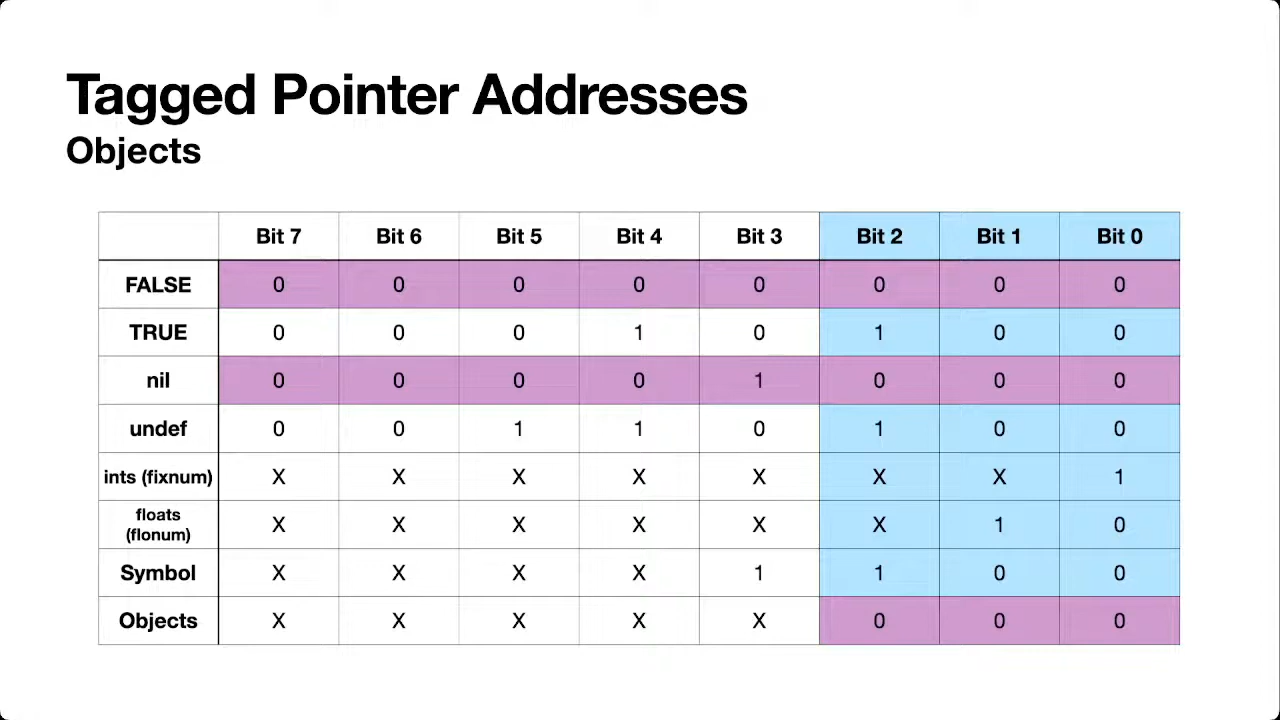 Tagged Pointer Addresses
Objects
Bit 7 Bit 6 Bit 5 Bit 4 Bit 3 Bit 2 Bit 1 Bit 0
FALSE 0 0 0 0 0 0 0 0
TRUE 0 0 0 1 0 1 0 0
nil 0 0 0 0 1 0 0 0
undef 0 0 1 1 0 1 0 0
ints (fixnum) X X X X X X X 1
floats (flonum) X X X X X X 1 0
Symbol X X X X 1 1 0 0
Objects X X X X X 0 0 0